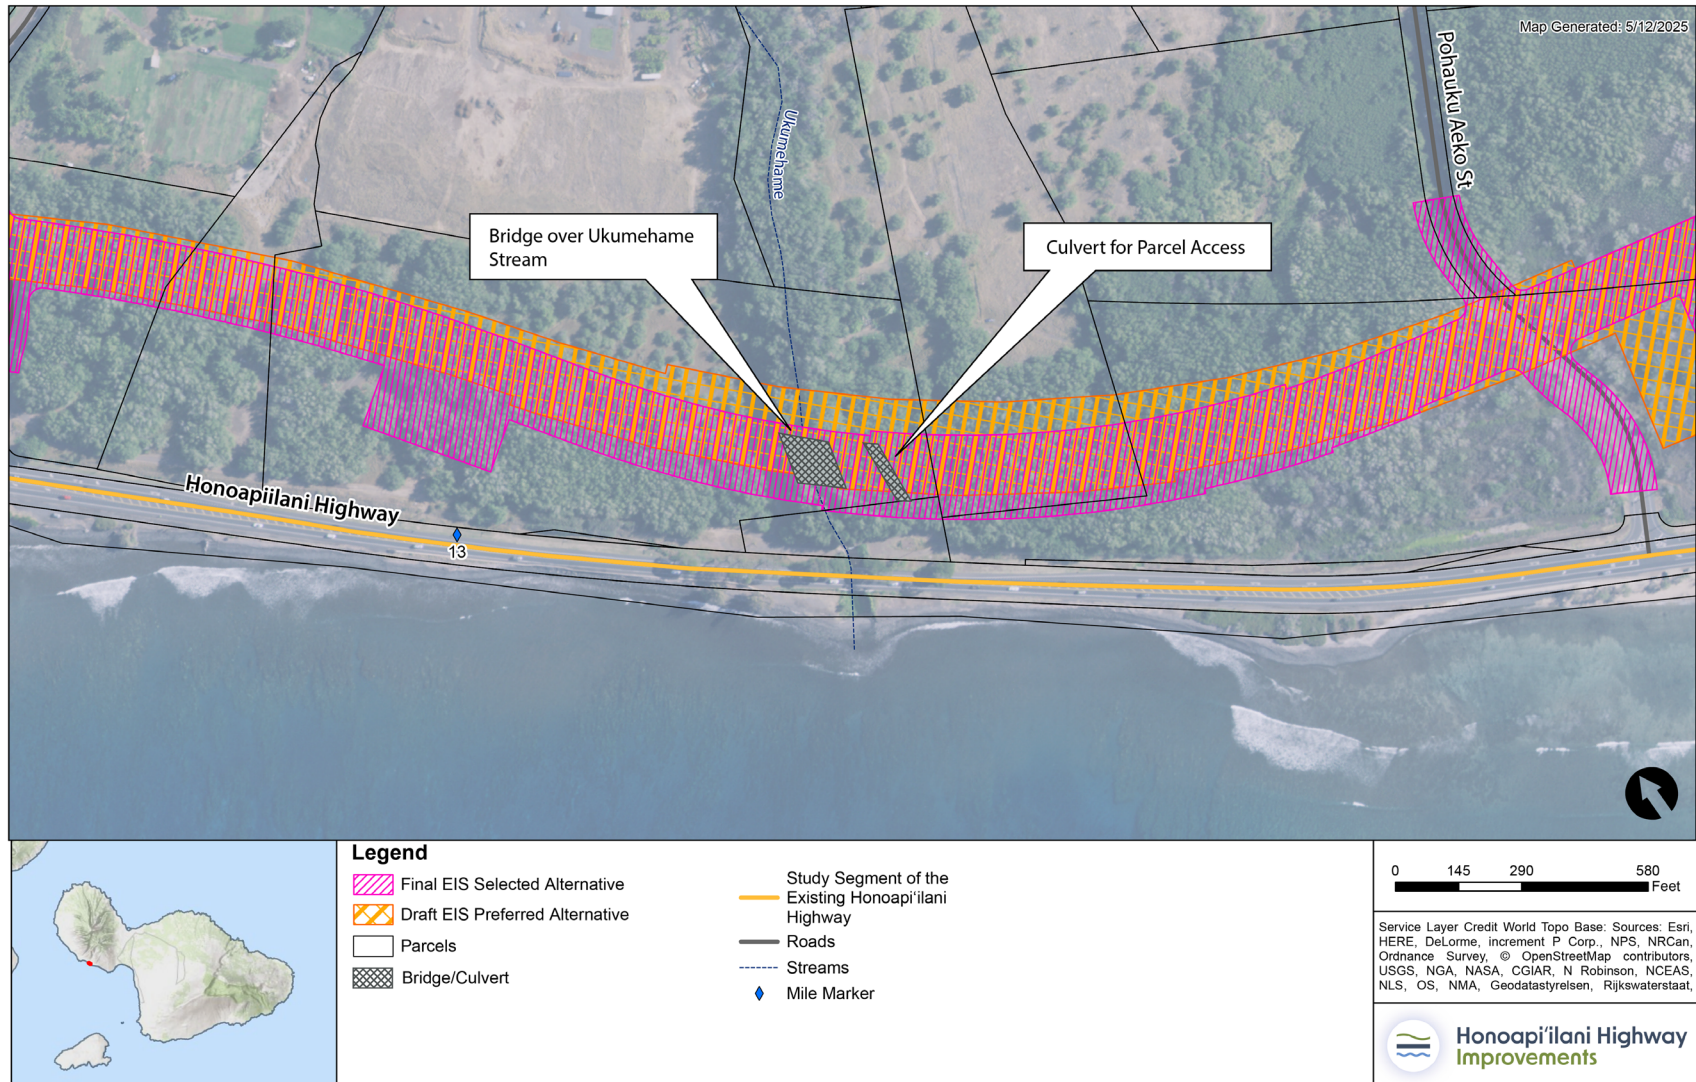 Map Generated: 5/12/2025
Pohauku Aeko St
Ukumehame
Bridge over Ukumehame
Stream
Culvert for Parcel Access
Honoapiilani Highway
13
Legend
Final EIS Selected Alternative
Draft EIS Preferred Alternative
Parcels
Bridge/Culvert
Study Segment of the
Existing Honoapiʻilani
Highway
Roads
Streams
Mile Marker
0 145 290 580
Feet
Service Layer Credit World Topo Base: Sources: Esri,
HERE, DeLorme, increment P Corp., NPS, NRCan,
Ordnance Survey, © OpenStreetMap contributors,
USGS, NGA, NASA, CGIAR, N Robinson, NCEAS,
NLS, OS, NMA, Geodatastyrelsen, Rijkswaterstaat,
Honoapiʻilani Highway
Improvements